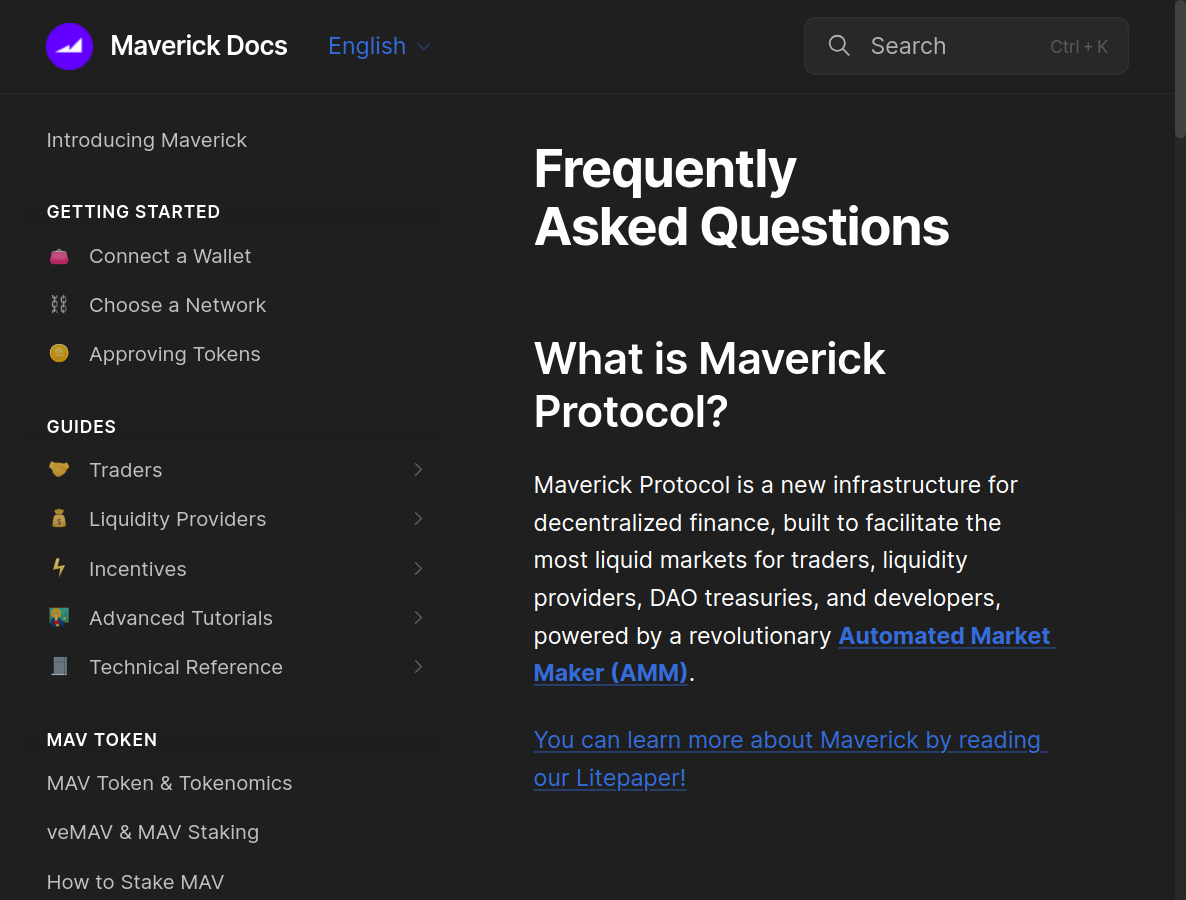 Maverick Docs
English
Search
Ctrl + K
Introducing Maverick
GETTING STARTED
Connect a Wallet
Choose a Network
Approving Tokens
GUIDES
Traders
Liquidity Providers
Incentives
Advanced Tutorials
Technical Reference
MAV TOKEN
MAV Token & Tokenomics
veMAV & MAV Staking
How to Stake MAV
Frequently
Asked Questions
What is Maverick
Protocol?
Maverick Protocol is a new infrastructure for
decentralized finance, built to facilitate the
most liquid markets for traders, liquidity
providers, DAO treasuries, and developers,
powered by a revolutionary Automated Market
Maker (AMM).
You can learn more about Maverick by reading
our Litepaper!